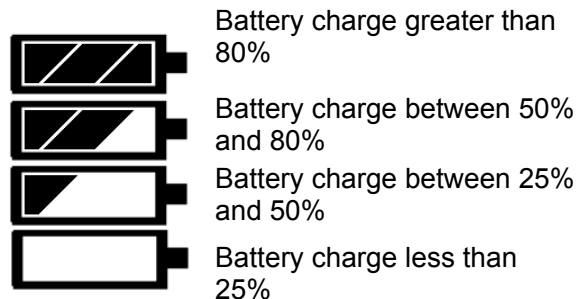 Battery charge greater than
80%
Battery charge between 50%
and 80%
Battery charge between 25%
and 50%
Battery charge less than
25%